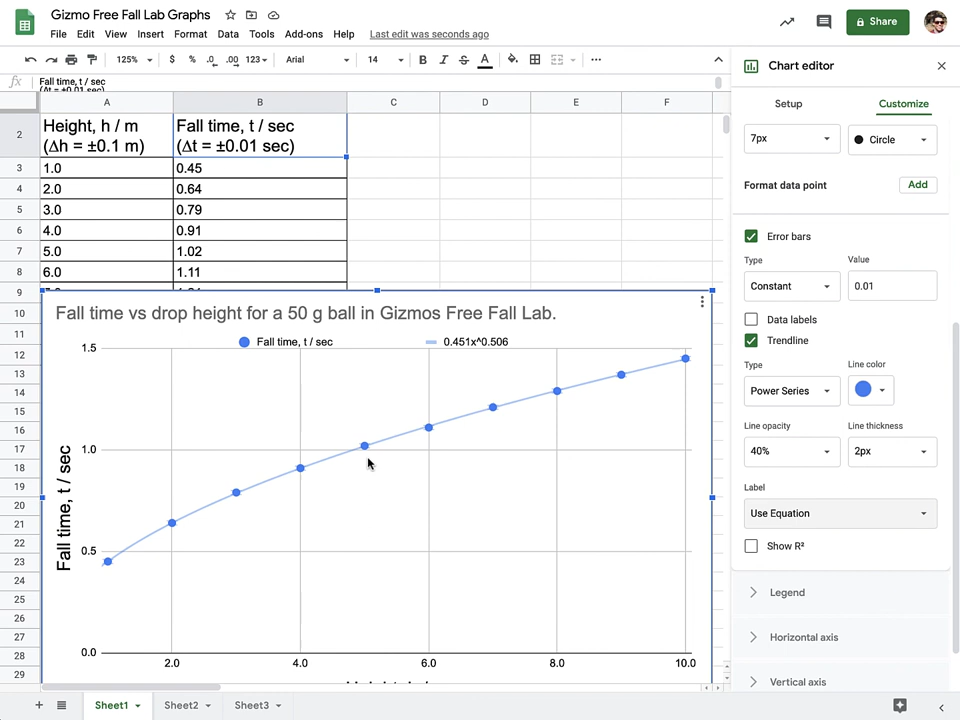 Gizmo Free Fall Lab Graphs
File Edit View Insert Format Data Tools Add-ons Help Last edit was seconds ago
Share
125% $ % .0 .00 123 Arial 14 B I S A
fx Fall time, t / sec
(Δt = ±0.01 sec)
A B C D E F
2 Height, h / m Fall time, t / sec
(Δh = ±0.1 m) (Δt = ±0.01 sec)
3 1.0 0.45
4 2.0 0.64
5 3.0 0.79
6 4.0 0.91
7 5.0 1.02
8 6.0 1.11
9
10
11
12
13
14
15
16
17
18
19
20
21
22
23
24
25
26
27
28
29
Fall time vs drop height for a 50 g ball in Gizmos Free Fall Lab.
Fall time, t / sec 0.451x^0.506
1.5
1.0
0.5
0.0
Fall time, t / sec
2.0 4.0 6.0 8.0 10.0
Sheet1 Sheet2 Sheet3
Chart editor
Setup Customize
7px Circle
Format data point Add
Error bars
Type Value
Constant 0.01
Data labels
Trendline
Type Line color
Power Series
Line opacity Line thickness
40% 2px
Label
Use Equation
Show R²
Legend
Horizontal axis
Vertical axis